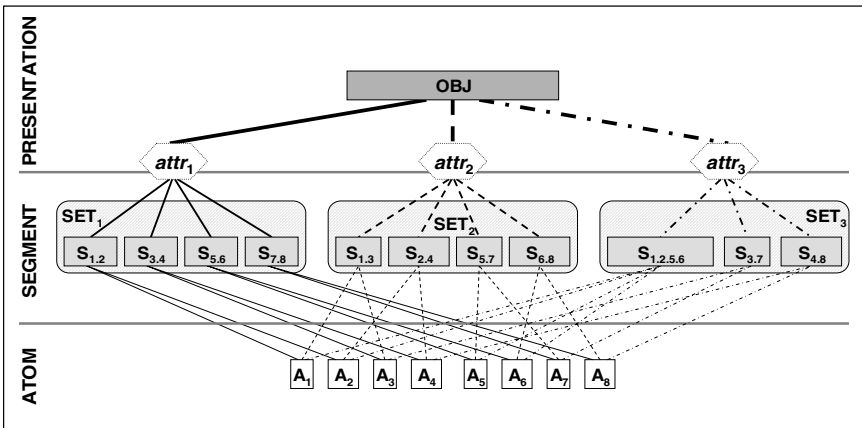 PRESENTATION
OBJ
attr1 attr2 attr3
SEGMENT
SET1 SET2 SET3
S1.2 S3.4 S5.6 S7.8 S1.3 S2.4 S5.7 S6.8 S1.2.5.6 S3.7 S4.8
ATOM
A1 A2 A3 A4 A5 A6 A7 A8